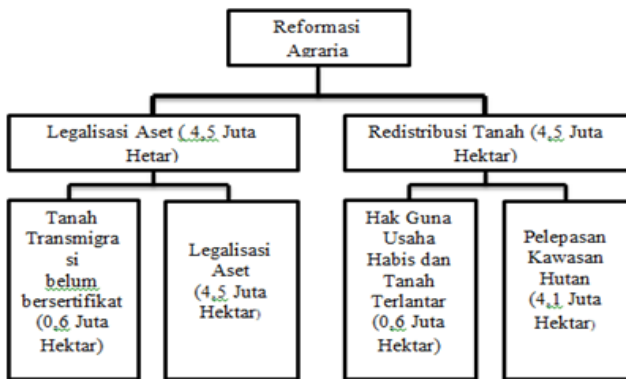 Reformasi
Agraria
Legalisasi Aset ( 4,5 Juta
Hetar)
Redistribusi Tanah (4,5 Juta
Hektar)
Tanah
Transmigra
si
belum
bersertifikat
(0,6 Juta
Hektar)
Legalisasi
Aset
(4,5 Juta
Hektar)
Hak Guna
Usaha
Habis dan
Tanah
Terlantar
(0,6 Juta
Hektar)
Pelepasan
Kawasan
Hutan
(4,1 Juta
Hektar)